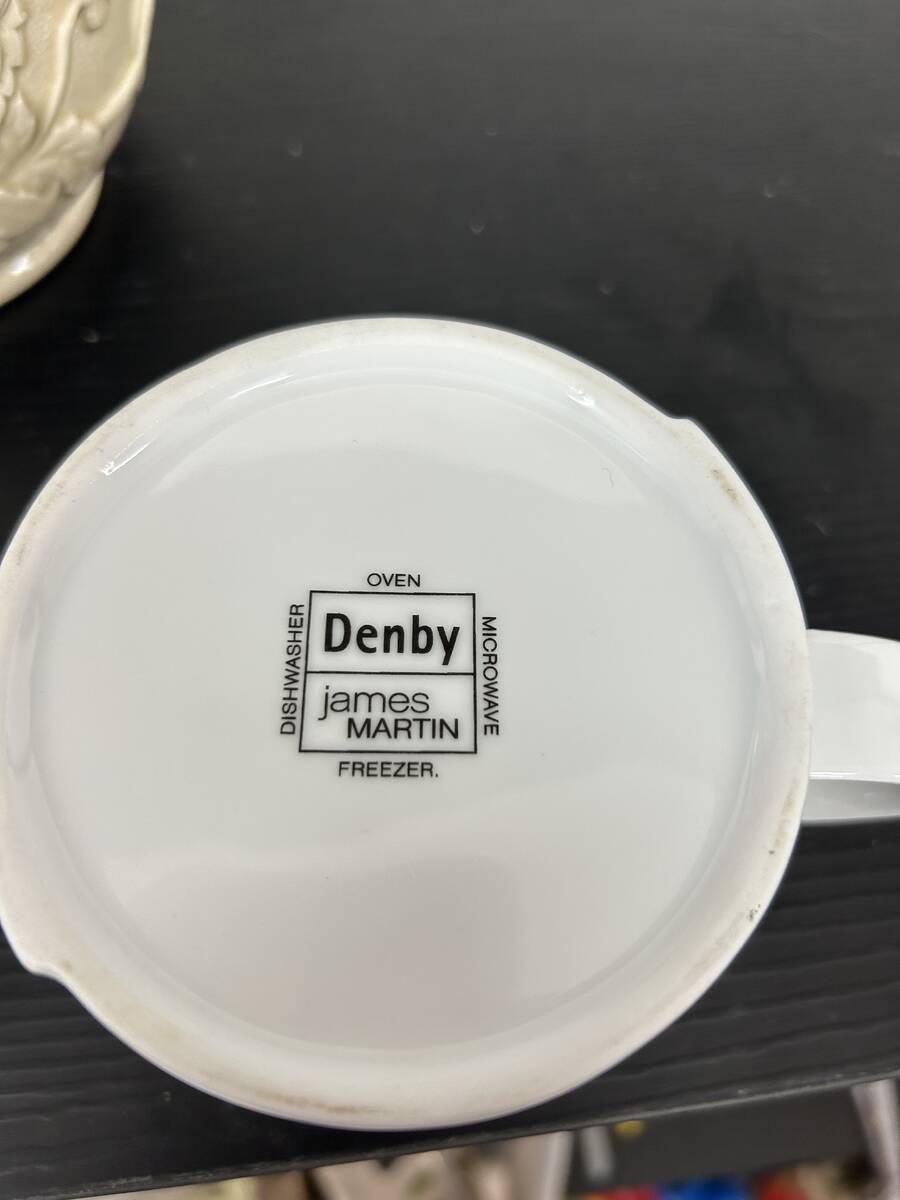 OVEN
DISHWASHER
Denby
james
MARTIN
MICROWAVE
FREEZER.